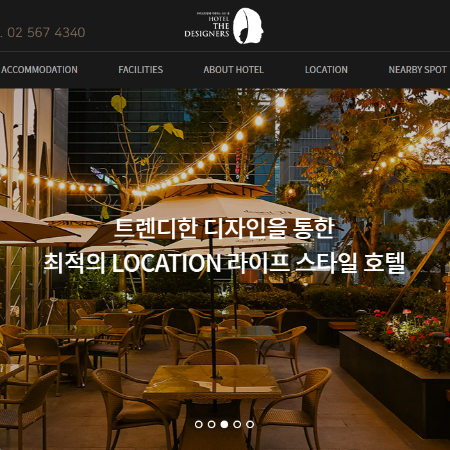 . 02 567 4340
HOTEL
THE
DESIGNERS
ACCOMMODATION FACILITIES ABOUT HOTEL LOCATION NEARBY SPOT
트렌디한 디자인을 통한
최적의 LOCATION 라이프 스타일 호텔